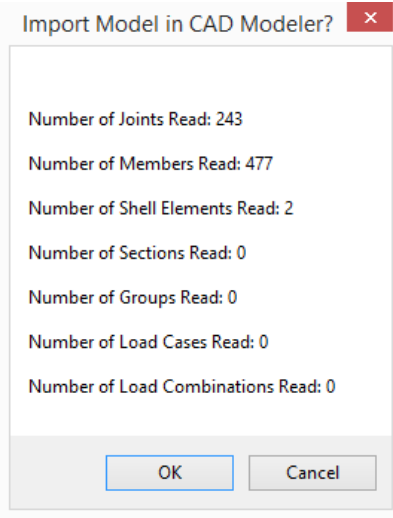 Import Model in CAD Modeler?
Number of Joints Read: 243
Number of Members Read: 477
Number of Shell Elements Read: 2
Number of Sections Read: 0
Number of Groups Read: 0
Number of Load Cases Read: 0
Number of Load Combinations Read: 0
OK Cancel